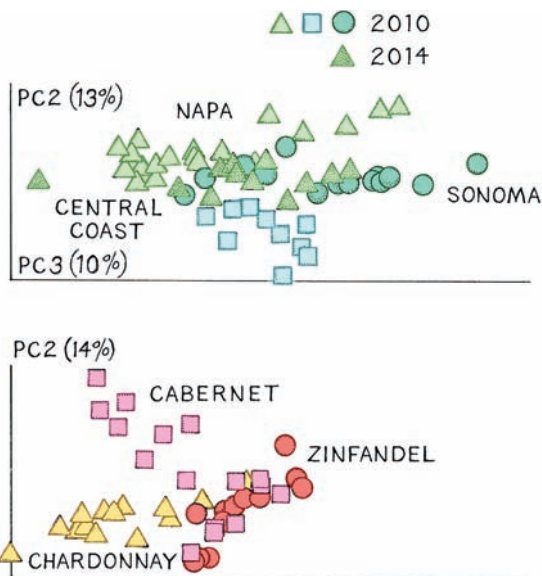 2010
2014
PC2 (13%)
NAPA
CENTRAL
COAST
SONOMA
PC3 (10%)
PC2 (14%)
CABERNET
ZINFANDEL
CHARDONNAY